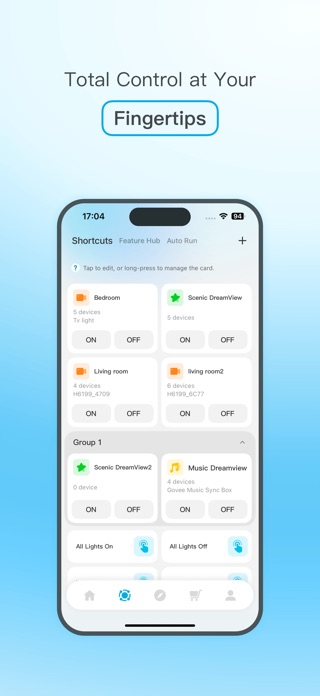 Total Control at Your
Fingertips
17:04
94
Shortcuts Feature Hub Auto Run
? Tap to edit, or long-press to manage the card.
Bedroom
5 devices
Tv light
ON OFF
Scenic DreamView
5 devices
ON OFF
Living room
4 devices
H6199_4709
ON OFF
living room2
6 devices
H6199_6C77
ON OFF
Group 1
Scenic DreamView2
0 device
ON OFF
Music Dreamview
4 devices
Govee Music Sync Box
ON OFF
All Lights On
All Lights Off